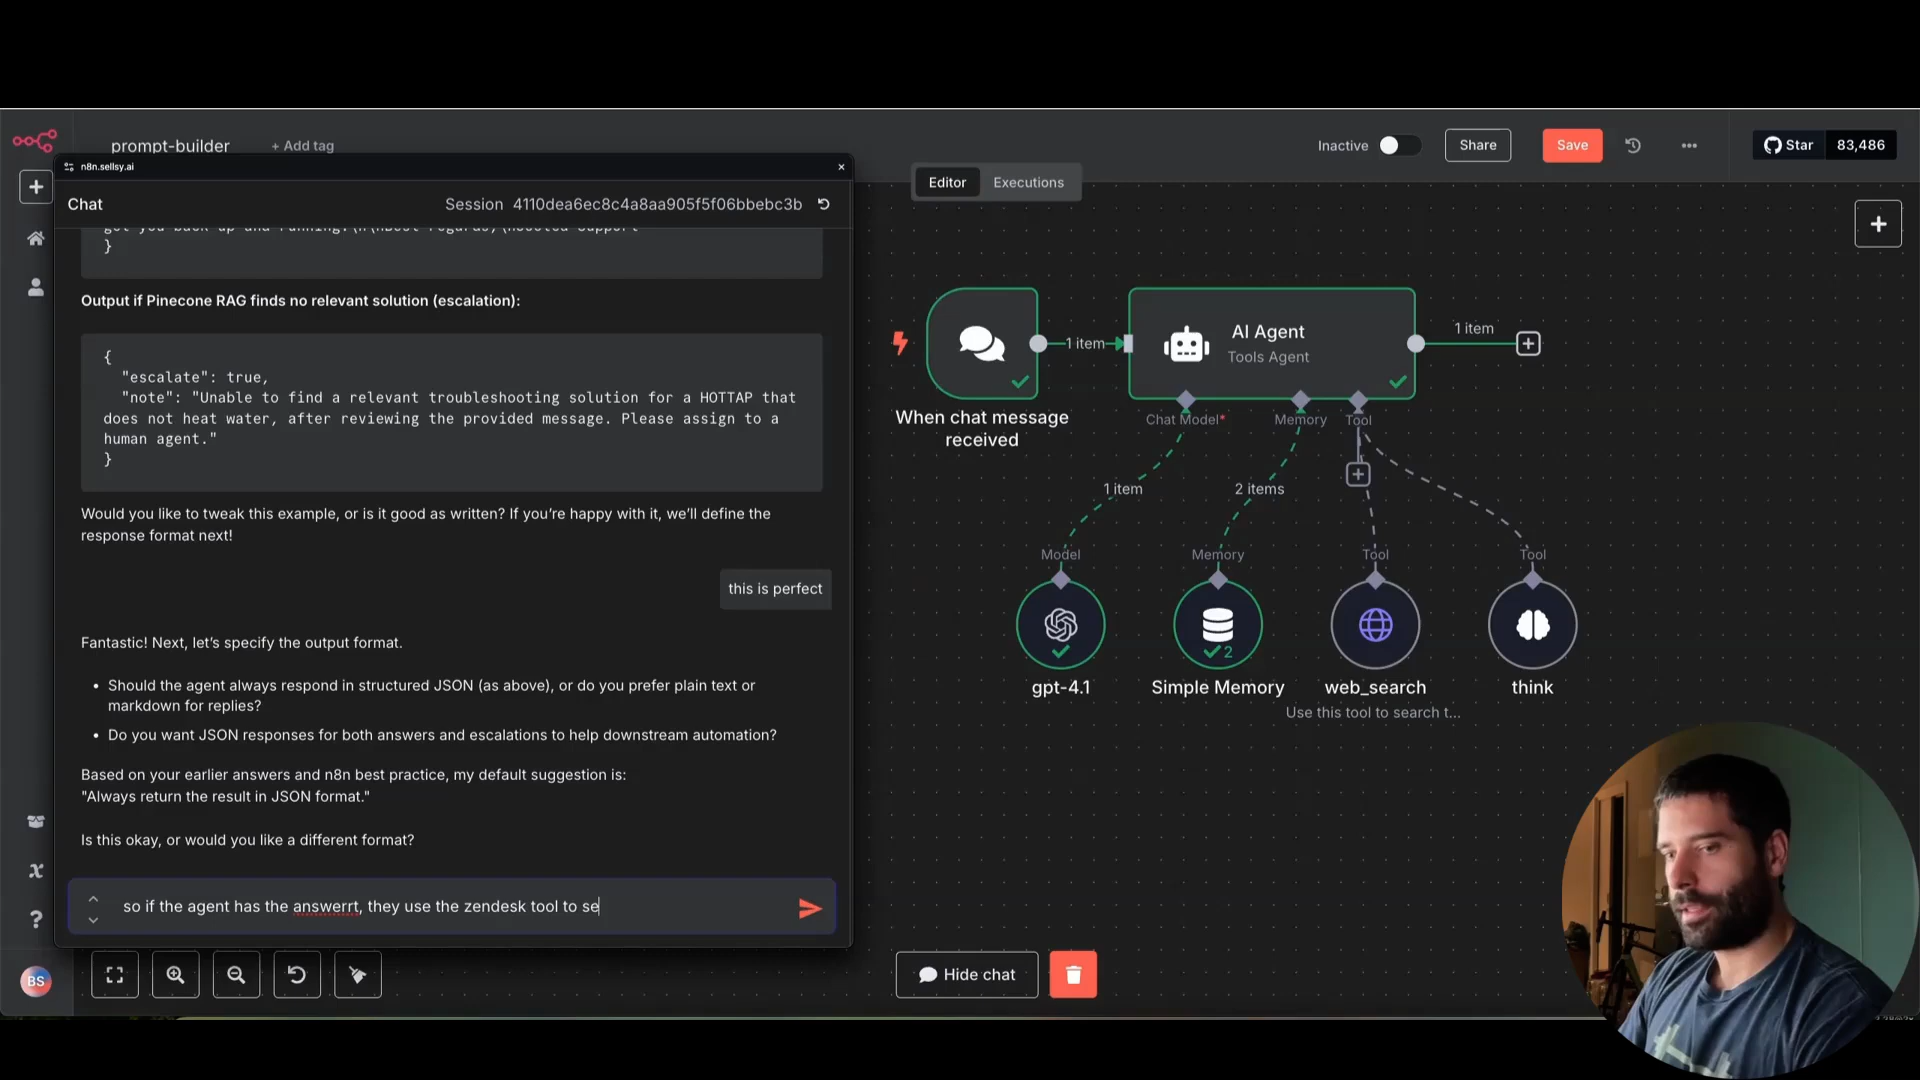 prompt-builder
+ Add tag
Inactive
Share
Save
Star
83,486
n8n.sellsy.ai
Chat
Session 4110dea6ec8c4a8aa905f5f06bbebc3b
Editor
Executions
}
Output if Pinecone RAG finds no relevant solution (escalation):
{
"escalate": true,
"note": "Unable to find a relevant troubleshooting solution for a HOTTAP that
does not heat water, after reviewing the provided message. Please assign to a
human agent."
}
Would you like to tweak this example, or is it good as written? If you’re happy with it, we’ll define the
response format next!
this is perfect
Fantastic! Next, let’s specify the output format.
• Should the agent always respond in structured JSON (as above), or do you prefer plain text or
markdown for replies?
• Do you want JSON responses for both answers and escalations to help downstream automation?
Based on your earlier answers and n8n best practice, my default suggestion is:
"Always return the result in JSON format."
Is this okay, or would you like a different format?
so if the agent has the answerrt, they use the zendesk tool to se
BS
1 item
AI Agent
Tools Agent
1 item
When chat message
received
Chat Model*
Memory
Tool
1 item
2 items
Model
Memory
Tool
Tool
2
gpt-4.1
Simple Memory
web_search
think
Use this tool to search t...
Hide chat